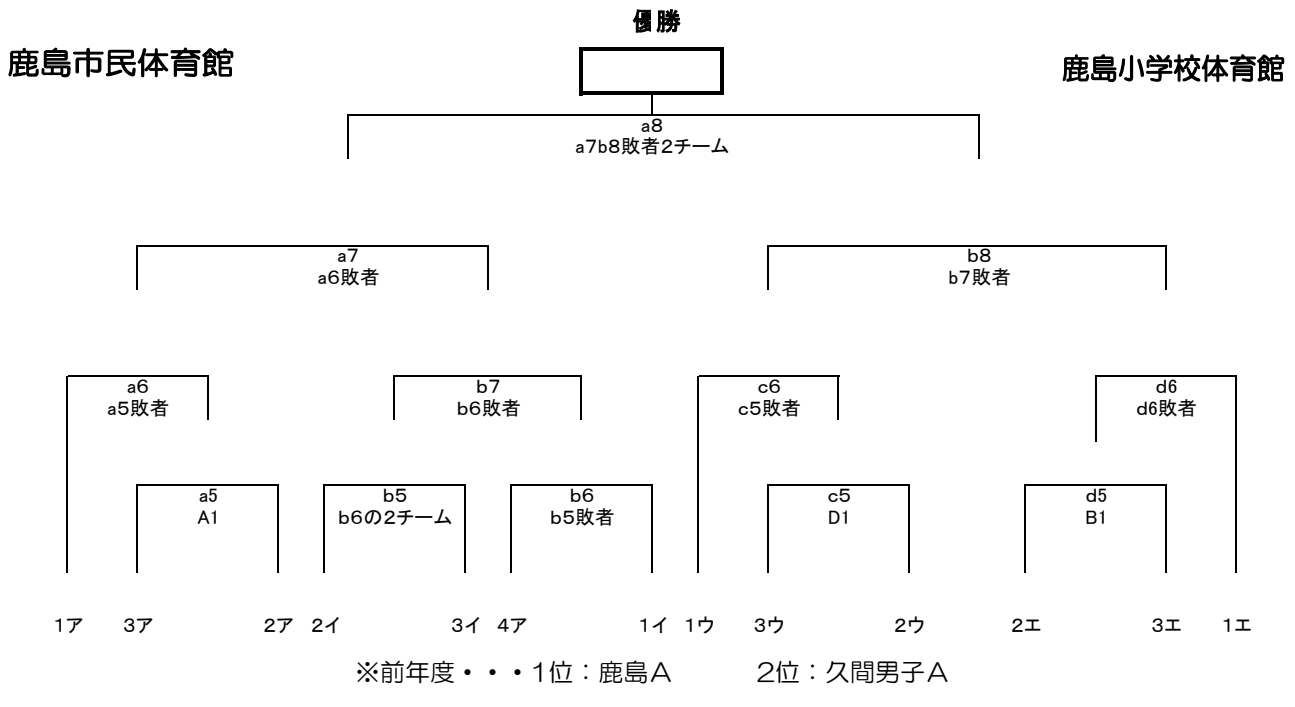 優勝
鹿島市民体育館
鹿島小学校体育館
a8
a7b8敗者2チーム
a7
a6敗者
b8
b7敗者
a6
a5敗者
b7
b6敗者
c6
c5敗者
d6
d6敗者
a5
A1
b5
b6の2チーム
b6
b5敗者
c5
D1
d5
B1
1ア 3ア 2ア 2イ 3イ 4ア 1イ 1ウ 3ウ 2ウ 2エ 3エ 1エ
※前年度・・・1位：鹿島A 2位：久間男子A